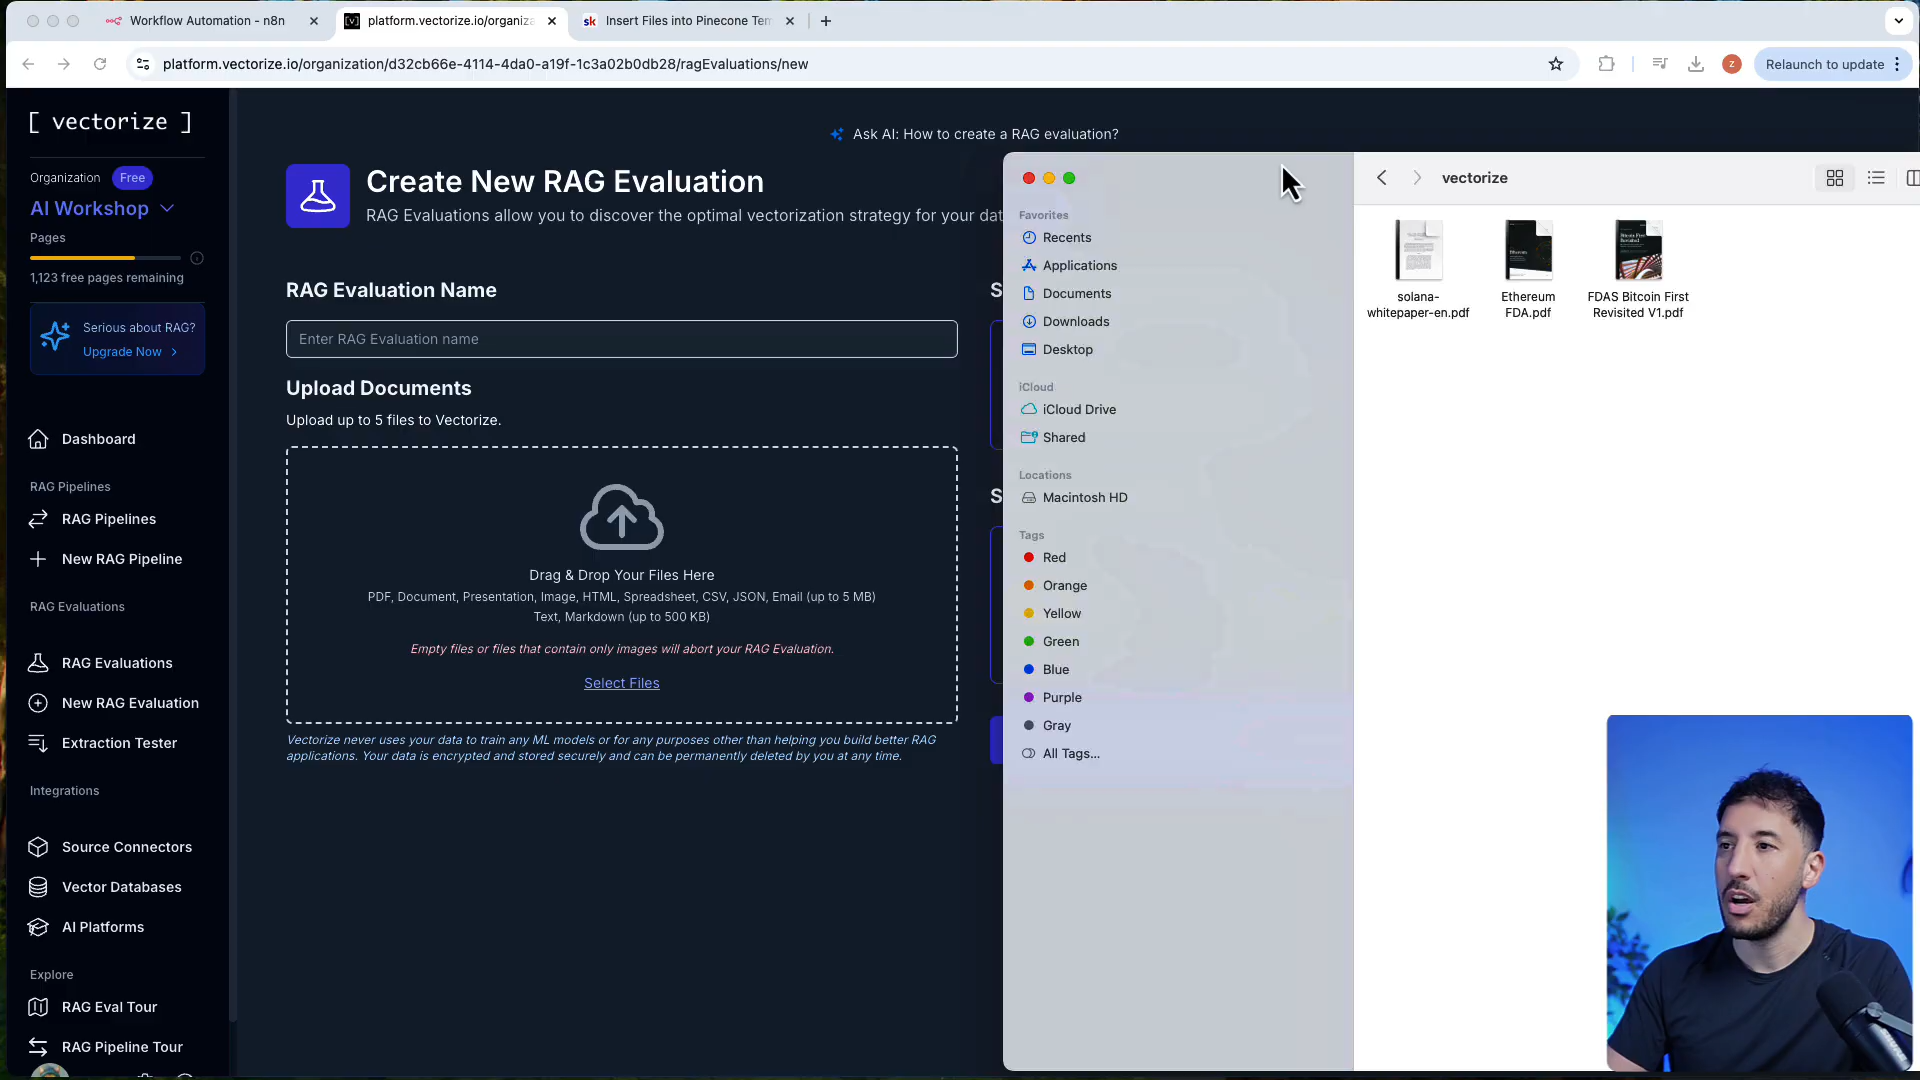 Workflow Automation - n8n
platform.vectorize.io/organiza
sk Insert Files into Pinecone Tem
platform.vectorize.io/organization/d32cb66e-4114-4da0-a19f-1c3a02b0db28/ragEvaluations/new
Z
Relaunch to update
[ vectorize ]
Organization Free
AI Workshop
Pages
1,123 free pages remaining
Serious about RAG?
Upgrade Now >
Dashboard
RAG Pipelines
RAG Pipelines
New RAG Pipeline
RAG Evaluations
RAG Evaluations
New RAG Evaluation
Extraction Tester
Integrations
Source Connectors
Vector Databases
AI Platforms
Explore
RAG Eval Tour
RAG Pipeline Tour
Ask AI: How to create a RAG evaluation?
Create New RAG Evaluation
RAG Evaluations allow you to discover the optimal vectorization strategy for your dat
RAG Evaluation Name
Enter RAG Evaluation name
Upload Documents
Upload up to 5 files to Vectorize.
Drag & Drop Your Files Here
PDF, Document, Presentation, Image, HTML, Spreadsheet, CSV, JSON, Email (up to 5 MB)
Text, Markdown (up to 500 KB)
Empty files or files that contain only images will abort your RAG Evaluation.
Select Files
Vectorize never uses your data to train any ML models or for any purposes other than helping you build better RAG
applications. Your data is encrypted and stored securely and can be permanently deleted by you at any time.
S
S
Favorites
Recents
Applications
Documents
Downloads
Desktop
iCloud
iCloud Drive
Shared
Locations
Macintosh HD
Tags
Red
Orange
Yellow
Green
Blue
Purple
Gray
All Tags...
vectorize
solana-
whitepaper-en.pdf
Ethereum
FDA.pdf
FDAS Bitcoin First
Revisited V1.pdf